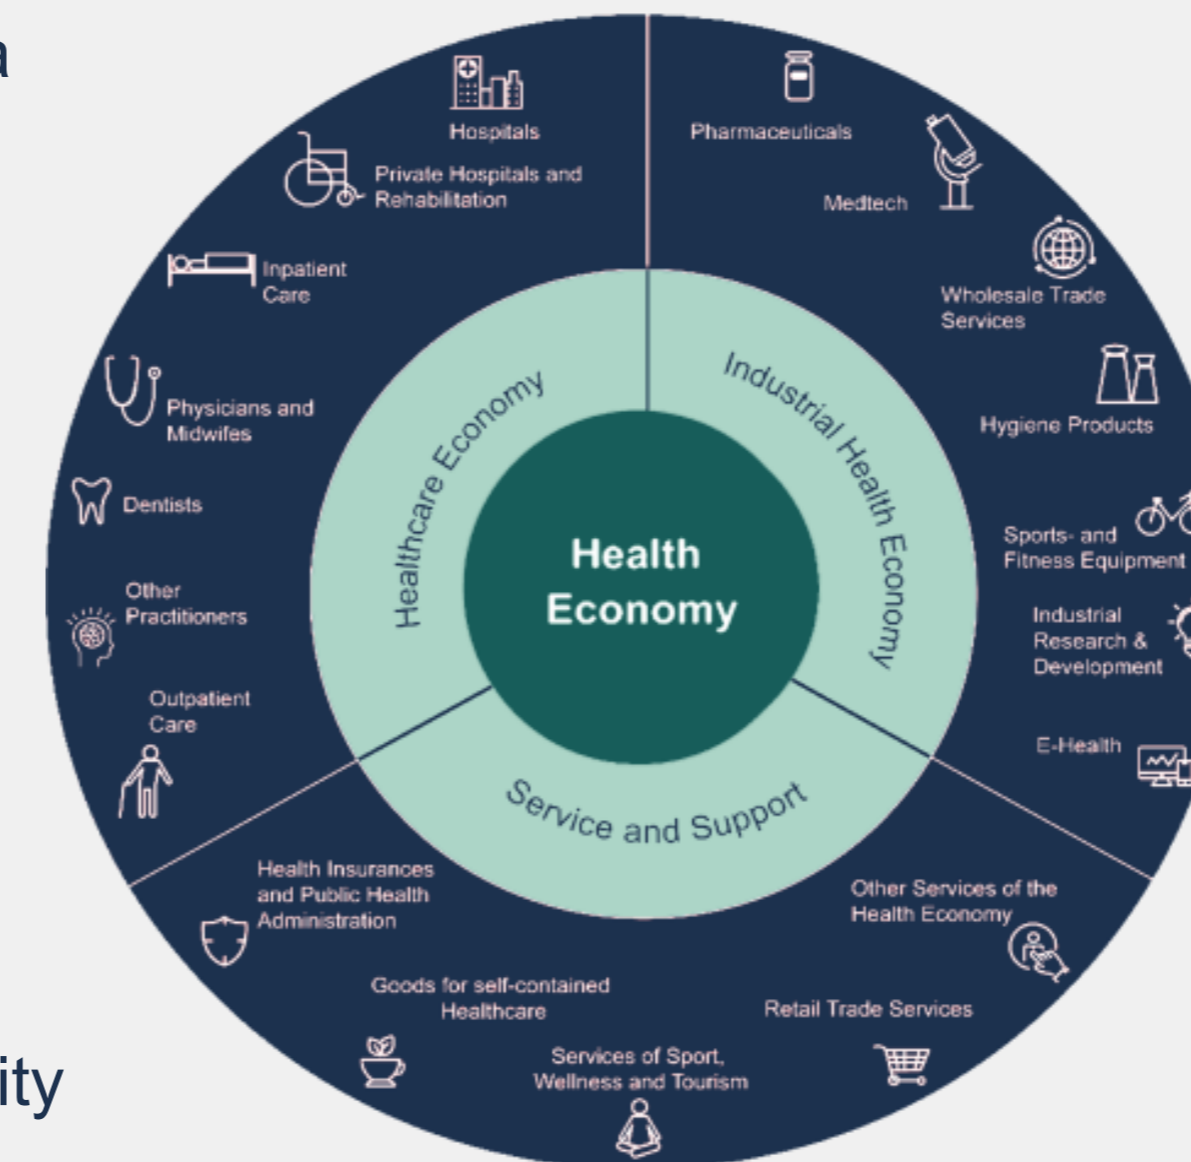 a
Hospitals
Private Hospitals and
Rehabilitation
Inpatient
Care
Physicians and
Midwifes
Dentists
Other
Practitioners
Outpatient
Care
Pharmaceuticals
Medtech
Wholesale Trade
Services
Hygiene Products
Sports- and
Fitness Equipment
Industrial
Research &
Development
E-Health
Healthcare Economy
Industrial Health Economy
Health
Economy
Service and Support
Health Insurances
and Public Health
Administration
Goods for self-contained
Healthcare
Services of Sport,
Wellness and Tourism
Retail Trade Services
Other Services of the
Health Economy
ity